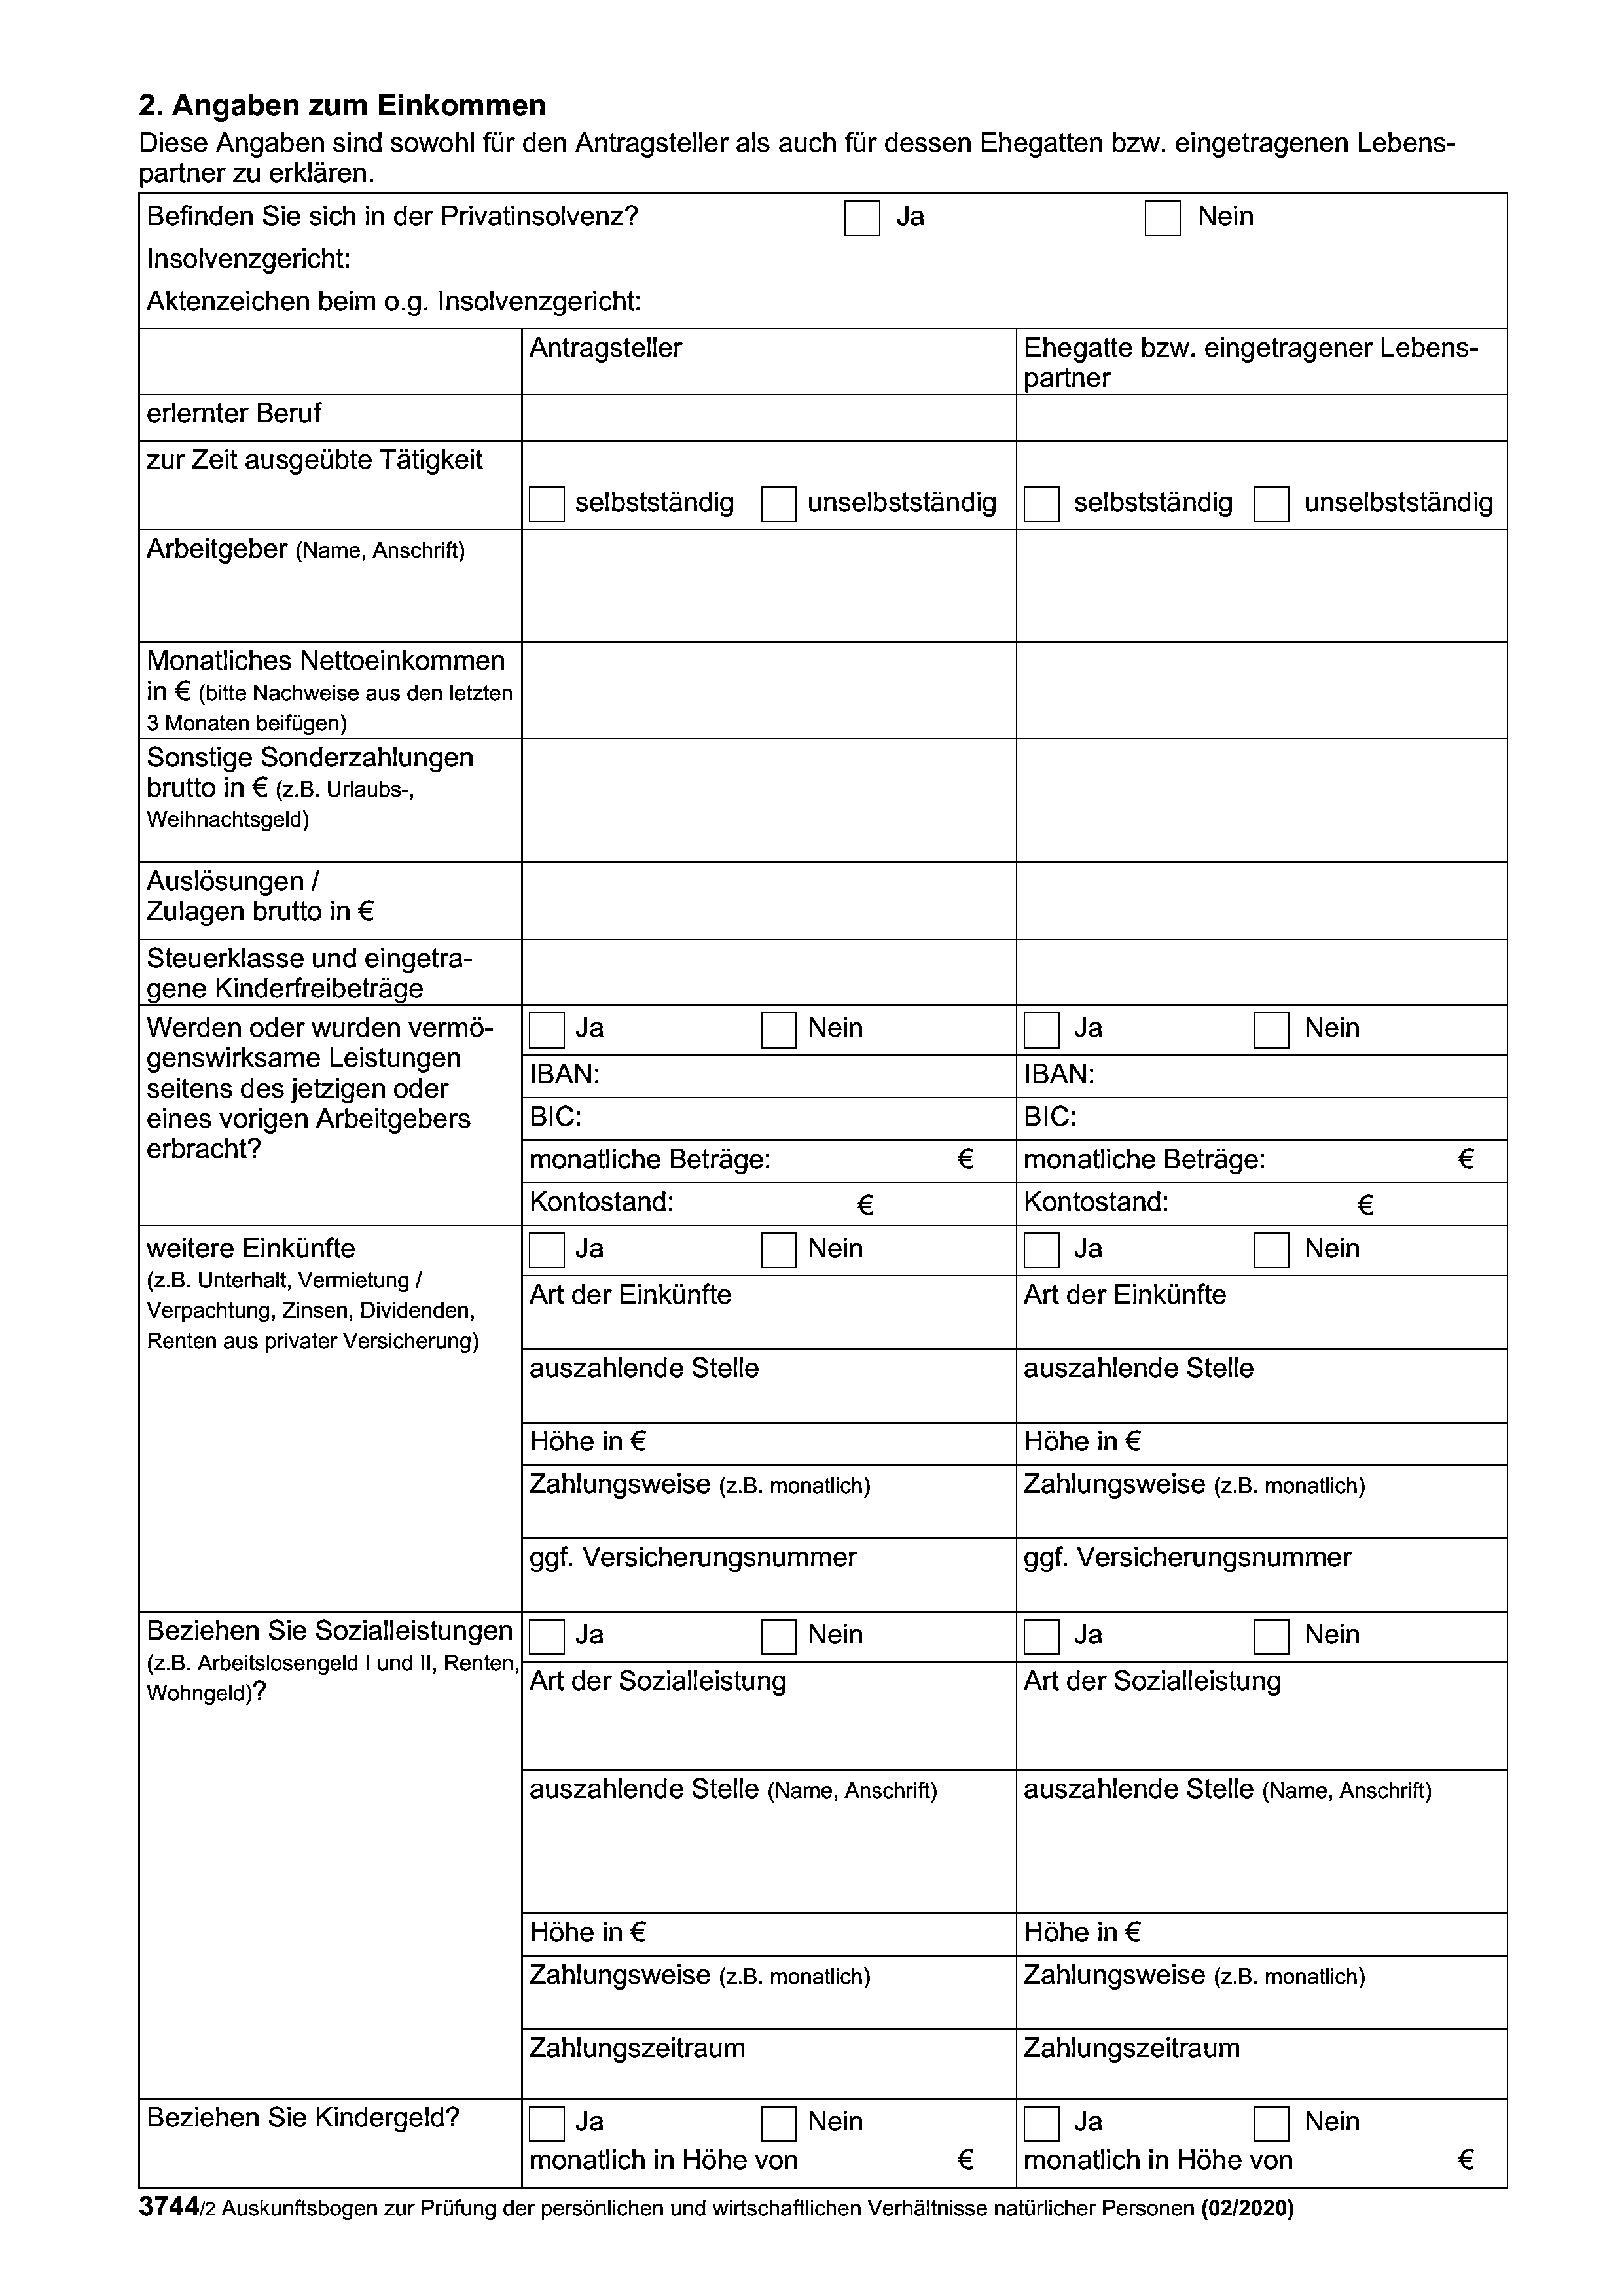 2. Angaben zum Einkommen
Diese Angaben sind sowohl für den Antragsteller als auch für dessen Ehegatten bzw. eingetragenen Lebens-
partner zu erklären.
Befinden Sie sich in der Privatinsolvenz? Ja Nein
Insolvenzgericht:
Aktenzeichen beim o.g. Insolvenzgericht:
Antragsteller
Ehegatte bzw. eingetragener Lebens-
partner
erlernter Beruf
zur Zeit ausgeübte Tätigkeit
selbstständig unselbstständig selbstständig unselbstständig
Arbeitgeber (Name, Anschrift)
Monatliches Nettoeinkommen
in € (bitte Nachweise aus den letzten
3 Monaten beifügen)
Sonstige Sonderzahlungen
brutto in € (z.B. Urlaubs-,
Weihnachtsgeld)
Auslösungen /
Zulagen brutto in €
Steuerklasse und eingetra-
gene Kinderfreibeträge
Werden oder wurden vermö-
genswirksame Leistungen
seitens des jetzigen oder
eines vorigen Arbeitgebers
erbracht?
Ja Nein Ja Nein
IBAN: IBAN:
BIC: BIC:
monatliche Beträge: € monatliche Beträge: €
Kontostand: € Kontostand: €
weitere Einkünfte
(z.B. Unterhalt, Vermietung /
Verpachtung, Zinsen, Dividenden,
Renten aus privater Versicherung)
Ja Nein Ja Nein
Art der Einkünfte Art der Einkünfte
auszahlende Stelle auszahlende Stelle
Höhe in € Höhe in €
Zahlungsweise (z.B. monatlich) Zahlungsweise (z.B. monatlich)
ggf. Versicherungsnummer ggf. Versicherungsnummer
Beziehen Sie Sozialleistungen
(z.B. Arbeitslosengeld I und II, Renten,
Wohngeld)?
Ja Nein Ja Nein
Art der Sozialleistung Art der Sozialleistung
auszahlende Stelle (Name, Anschrift) auszahlende Stelle (Name, Anschrift)
Höhe in € Höhe in €
Zahlungsweise (z.B. monatlich) Zahlungsweise (z.B. monatlich)
Zahlungszeitraum Zahlungszeitraum
Beziehen Sie Kindergeld?
Ja Nein Ja Nein
monatlich in Höhe von € monatlich in Höhe von €
3744/2 Auskunftsbogen zur Prüfung der persönlichen und wirtschaftlichen Verhältnisse natürlicher Personen (02/2020)